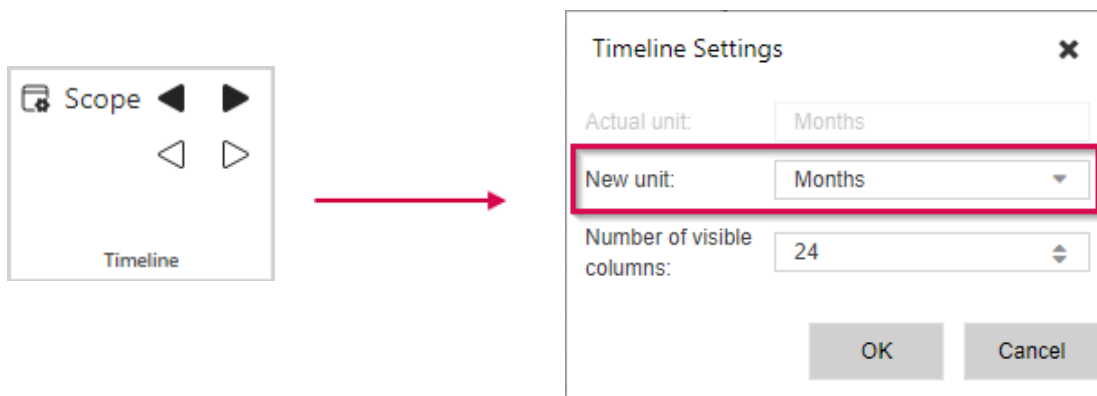 Scope
Timeline
Timeline Settings
Actual unit: Months
New unit: Months
Number of visible
columns: 24
OK Cancel